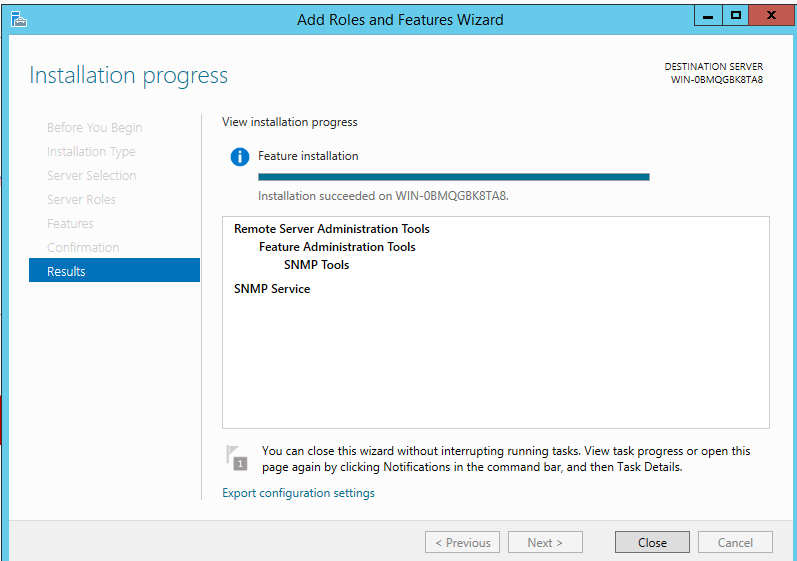 Add Roles and Features Wizard
Installation progress
DESTINATION SERVER
WIN-0BMQGBK8TA8
Before You Begin
Installation Type
Server Selection
Server Roles
Features
Confirmation
Results
View installation progress
Feature installation
Installation succeeded on WIN-0BMQGBK8TA8.
Remote Server Administration Tools
Feature Administration Tools
SNMP Tools
SNMP Service
1
You can close this wizard without interrupting running tasks. View task progress or open this
page again by clicking Notifications in the command bar, and then Task Details.
Export configuration settings
< Previous
Next >
Close
Cancel